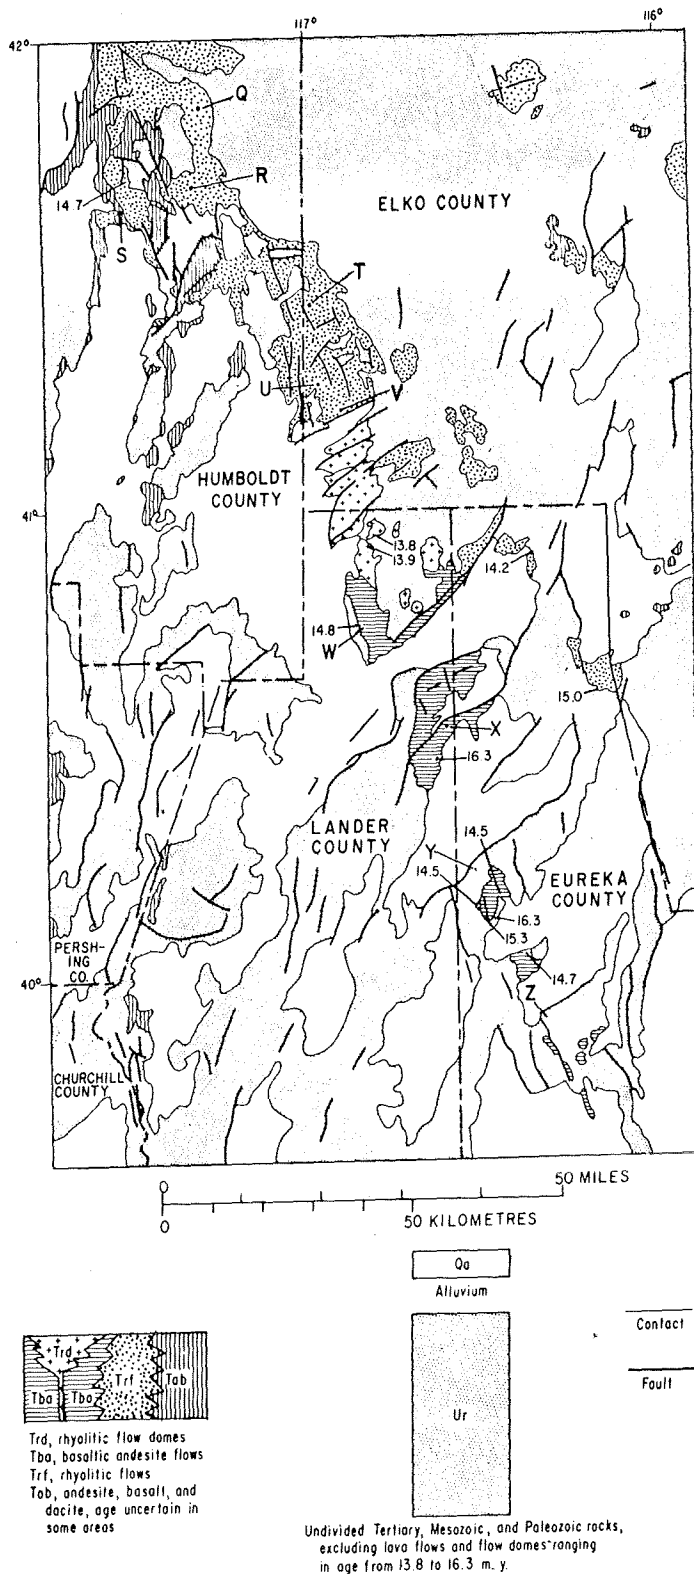 117°
116°
42°
Q
R
14.7
ELKO COUNTY
S
T
U
V
HUMBOLDT
COUNTY
41°
13.8
13.9
14.2
14.8
W
15.0
X
16.3
LANDER
COUNTY
14.5
Y
14.5
EUREKA
COUNTY
16.3
15.3
PERSH-
ING
CO.
40°
14.7
Z
CHURCHILL
COUNTY
0
50 MILES
0
50 KILOMETRES
Qa
Alluvium
Contact
Trd
Tba
Tba
Trf
Tab
Fault
Ur
Trd, rhyolitic flow domes
Tba, basaltic andesite flows
Trf, rhyolitic flows
Tab, andesite, basalt, and
dacite, age uncertain in
some areas
Undivided Tertiary, Mesozoic, and Paleozoic rocks,
excluding lava flows and flow domes ranging
in age from 13.8 to 16.3 m.y.